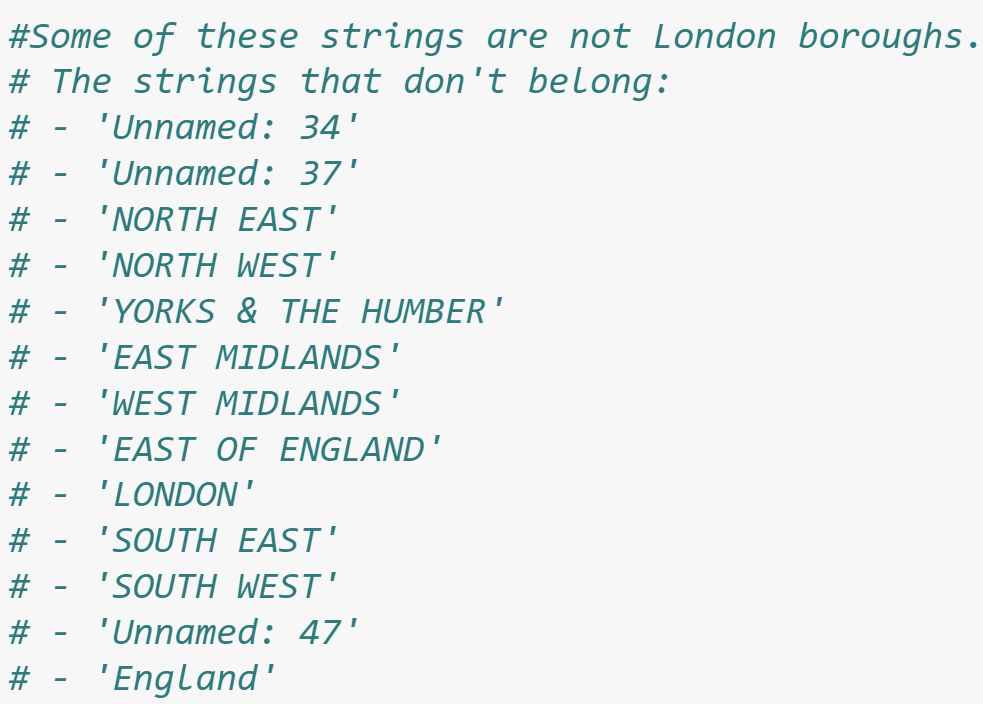 #Some of these strings are not London boroughs.
# The strings that don't belong:
# - 'Unnamed: 34'
# - 'Unnamed: 37'
# - 'NORTH EAST'
# - 'NORTH WEST'
# - 'YORKS & THE HUMBER'
# - 'EAST MIDLANDS'
# - 'WEST MIDLANDS'
# - 'EAST OF ENGLAND'
# - 'LONDON'
# - 'SOUTH EAST'
# - 'SOUTH WEST'
# - 'Unnamed: 47'
# - 'England'